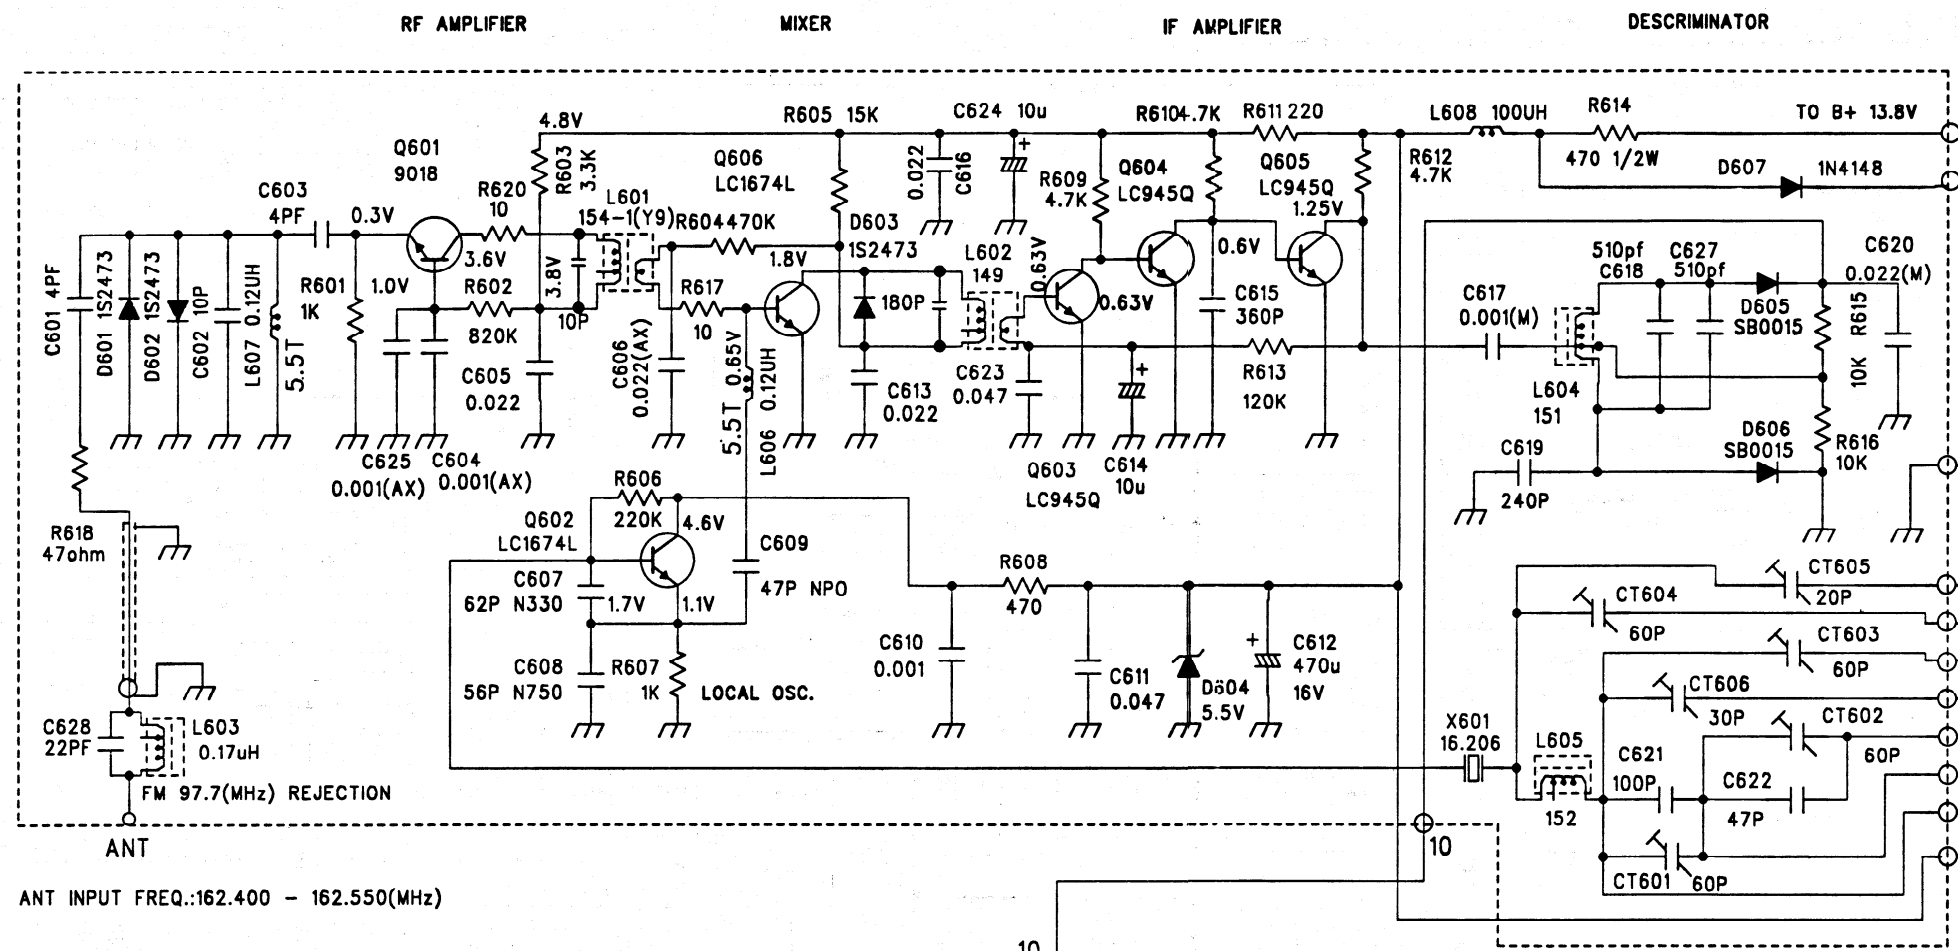 RF AMPLIFIER
MIXER
IF AMPLIFIER
DESCRIMINATOR
4.8V
R605 15K
C624 10u
R610 4.7K
R611 220
L608 100UH
R614
TO B+ 13.8V
470 1/2W
D607
1N4148
Q601
9018
R603
3.3K
Q606
LC1674L
0.022
C616
R609
4.7K
Q604
LC945Q
Q605
LC945Q
1.25V
R612
4.7K
C603
4PF
0.3V
R620
10
L601
154-1(Y9)
R604 470K
D603
1S2473
1.8V
L602
149
0.63V
0.6V
510pf
C618
C627
510pf
C620
0.022(M)
C601 4PF
D601 1S2473
D602 1S2473
C602 10P
L607 0.12UH
5.5T
R601
1K
1.0V
3.6V
R602
820K
3.8V
10P
R617
10
180P
0.63V
C615
360P
C617
0.001(M)
D605
SB0015
R615
10K
C605
0.022
C606
0.022(AX)
0.65V
5.5T
L606 0.12UH
C613
0.022
C623
0.047
R613
120K
L604
151
D606
SB0015
R616
10K
C625
0.001(AX)
C604
0.001(AX)
Q603
LC945Q
C614
10u
C619
240P
R618
47ohm
R606
220K
4.6V
Q602
LC1674L
C607
62P N330
1.7V
1.1V
C609
47P NPO
R608
470
C608
56P N750
R607
1K
LOCAL OSC.
C610
0.001
C611
0.047
D604
5.5V
C612
470u
16V
CT605
20P
CT604
60P
CT603
60P
CT606
30P
CT602
60P
X601
16.206
L605
152
C621
100P
C622
47P
CT601
60P
C628
22PF
L603
0.17uH
FM 97.7(MHz) REJECTION
ANT
10
ANT INPUT FREQ.:162.400 - 162.550(MHz)
10